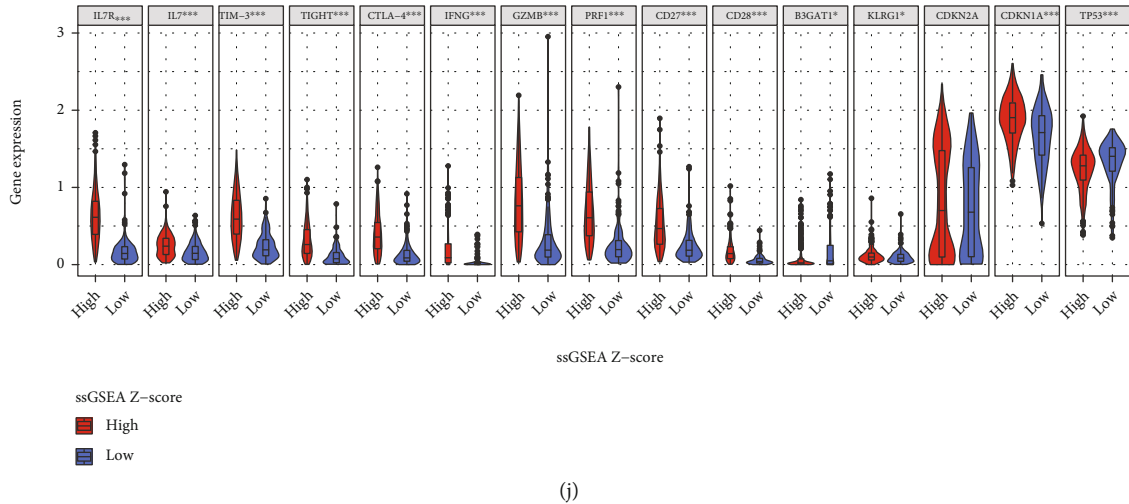 IL7R*** IL7*** TIM−3*** TIGHT*** CTLA−4*** IFNG*** GZMB*** PRF1*** CD27*** CD28*** B3GAT1* KLRG1* CDKN2A CDKN1A*** TP53***
3
2
1
0
Gene expression
High Low High Low High Low High Low High Low High Low High Low High Low High Low High Low High Low High Low High Low High Low High Low
ssGSEA Z−score
ssGSEA Z−score
High
Low
(j)